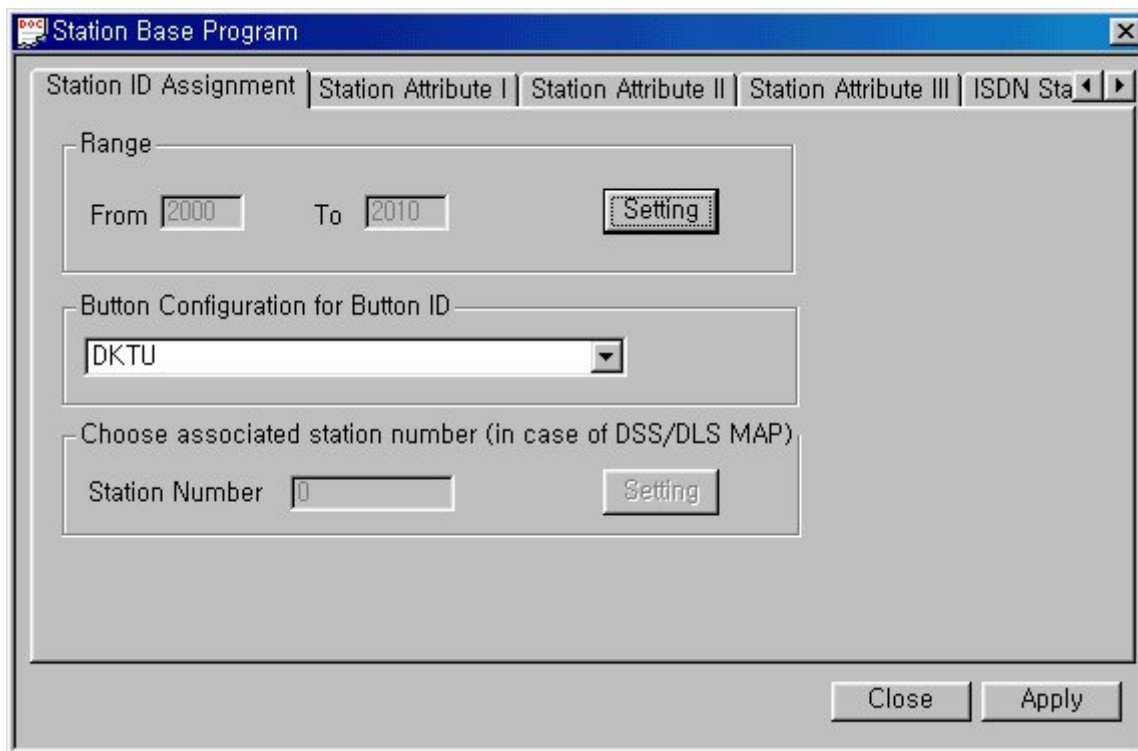 DOC Station Base Program
Station ID Assignment Station Attribute I Station Attribute II Station Attribute III ISDN Sta
Range
From 2000 To 2010 Setting
Button Configuration for Button ID
DKTU
Choose associated station number (in case of DSS/DLS MAP)
Station Number 0 Setting
Close Apply